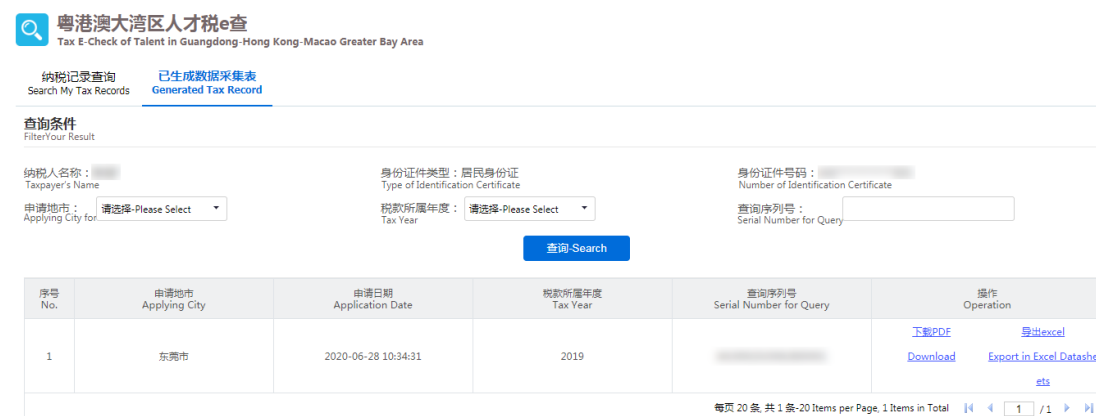 粤港澳大湾区人才税e查
Tax E-Check of Talent in Guangdong-Hong Kong-Macao Greater Bay Area
纳税记录查询
Search My Tax Records
已生成数据采集表
Generated Tax Record
查询条件
FilterYour Result
纳税人名称：
Taxpayer's Name
身份证件类型：居民身份证
Type of Identification Certificate
身份证件号码：
Number of Identification Certificate
申请地市：
Applying City for
请选择-Please Select
税款所属年度：
Tax Year
请选择-Please Select
查询序列号：
Serial Number for Query
查询-Search
序号
No.
申请地市
Applying City
申请日期
Application Date
税款所属年度
Tax Year
查询序列号
Serial Number for Query
操作
Operation
1
东莞市
2020-06-28 10:34:31
2019
下载PDF
Download
导出excel
Export in Excel Datashe
ets
每页 20 条, 共 1 条-20 Items per Page, 1 Items in Total
1 / 1